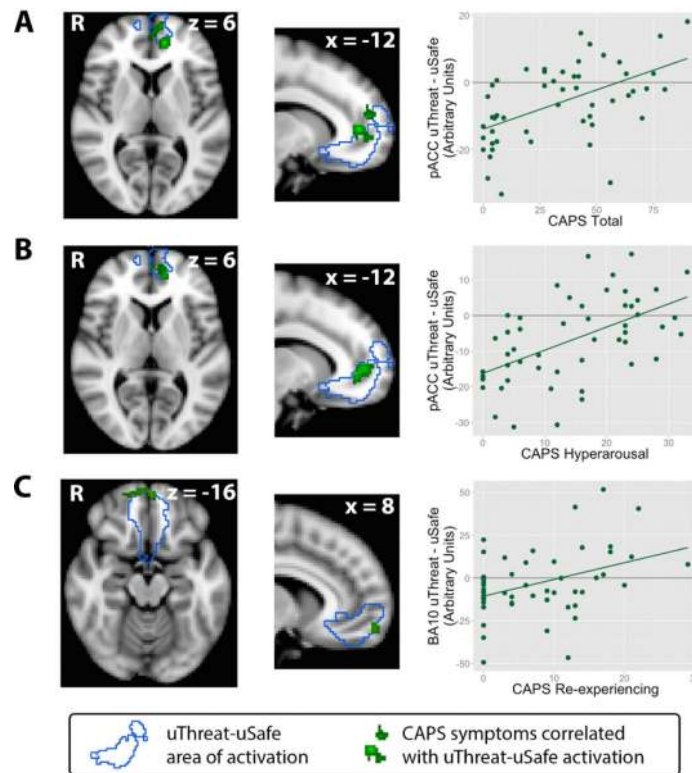 A
R
z = 6
x = -12
pACC uThreat - uSafe
(Arbitrary Units)
20
0
-20
0
25
50
75
CAPS Total
B
R
z = 6
x = -12
pACC uThreat - uSafe
(Arbitrary Units)
10
0
-10
-20
-30
0
10
20
30
CAPS Hyperarousal
C
R
z = -16
x = 8
BA10 uThreat - uSafe
(Arbitrary Units)
50
25
0
-25
-50
0
10
20
CAPS Re-experiencing
uThreat-uSafe
area of activation
CAPS symptoms correlated
with uThreat-uSafe activation